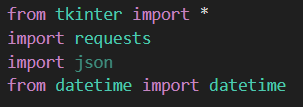 from tkinter import *
import requests
import json
from datetime import datetime